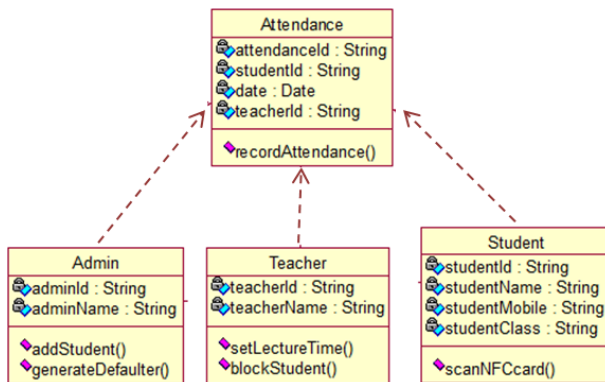 Attendance
attendanceId : String
studentId : String
date : Date
teacherId : String
recordAttendance()
Admin
adminId : String
adminName : String
addStudent()
generateDefaulter()
Teacher
teacherId : String
teacherName : String
setLectureTime()
blockStudent()
Student
studentId : String
studentName : String
studentMobile : String
studentClass : String
scanNFCcard()